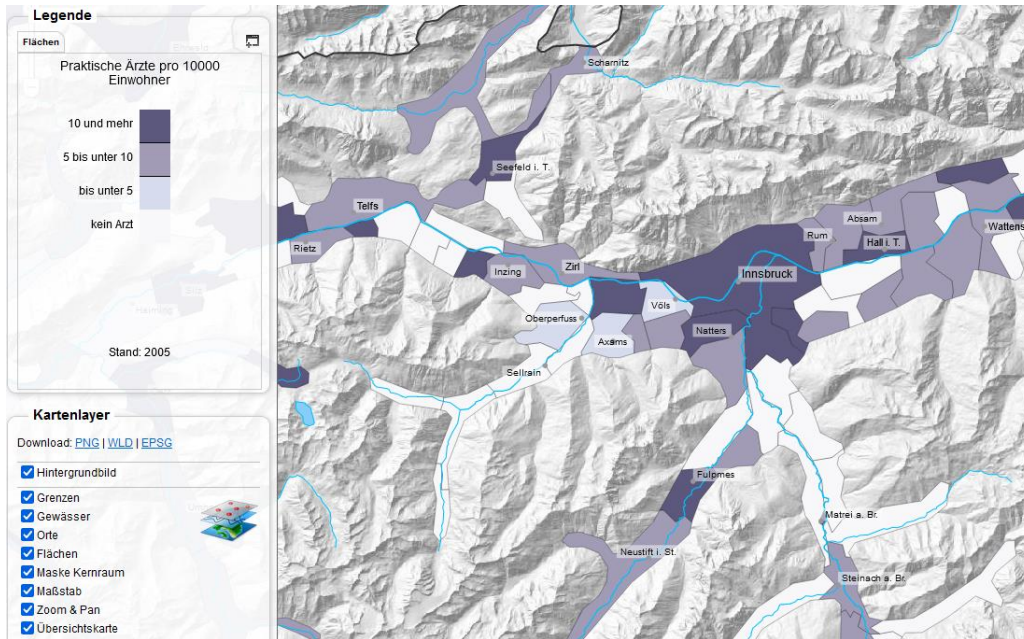 Legende
Flächen
Praktische Ärzte pro 10000
Einwohner
10 und mehr
5 bis unter 10
bis unter 5
kein Arzt
Stand: 2005
Kartenlayer
Download: PNG | WLD | EPSG
Hintergrundbild
Grenzen
Gewässer
Orte
Flächen
Maske Kernraum
Maßstab
Zoom & Pan
Übersichtskarte
Scharnitz
Seefeld i. T.
Telfs
Absam
Rum
Wattens
Hall i. T.
Rietz
Zirl
Inzing
Innsbruck
Völs
Oberperfuss
Natters
Axams
Sellrain
Fulpmes
Matrei a. Br.
Neustift i. St.
Steinach a. Br.